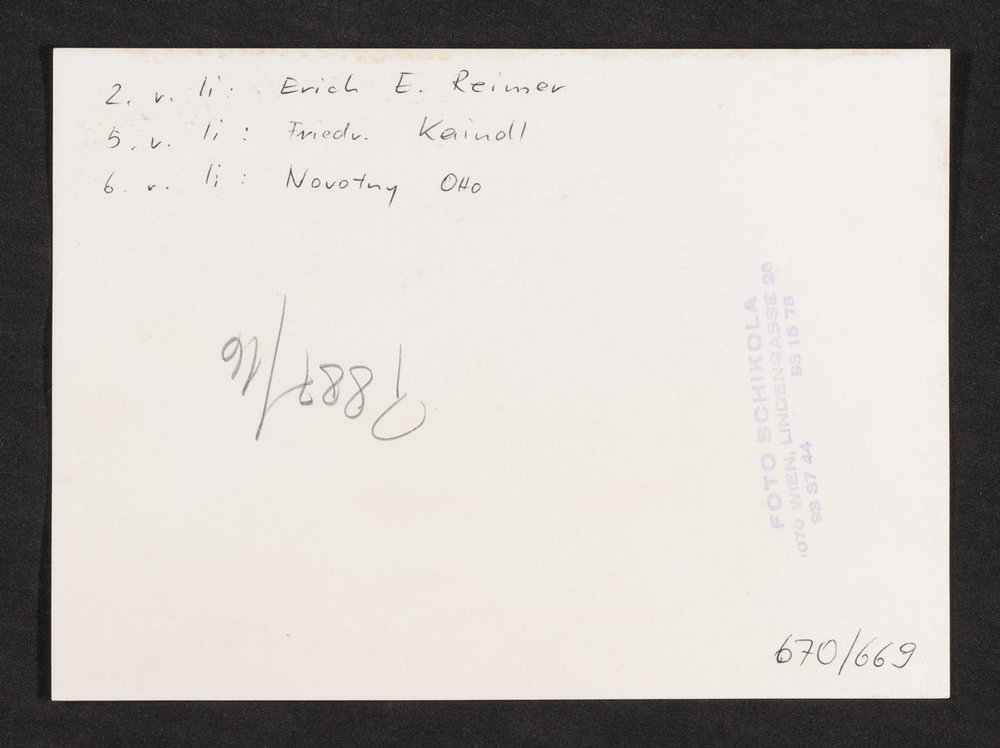 2. v. li: Erich E. Reimer
5. v. li: Friedr. Kaindl
6. v. li: Novotny Otto
P887/16
FOTO SCHIKOLA
1070 WIEN, LINDENGASSE 28
93 37 44 93 15 75
670/669